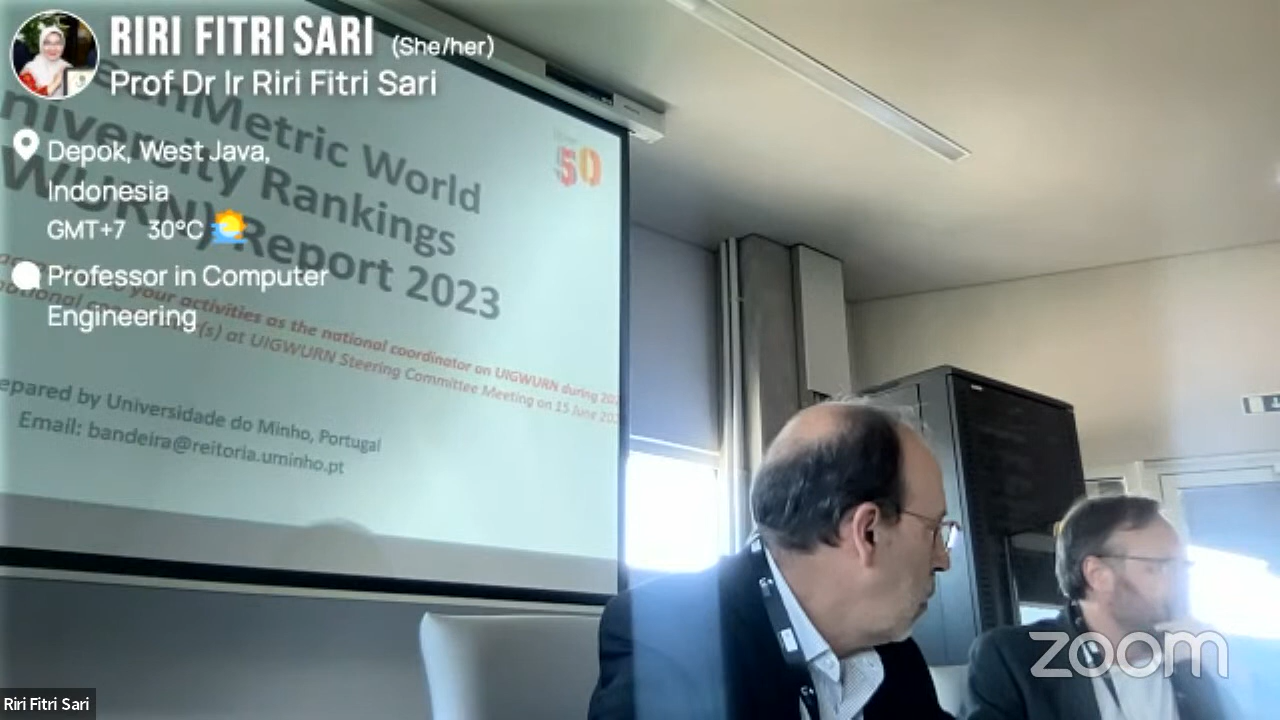 RIRI FITRI SARI (She/her)
Prof Dr Ir Riri Fitri Sari
Depok, West Java,
Indonesia
GMT+7 30°C
Professor in Computer
Engineering
Metric World
niversity Rankings
WURN) Report 2023
your activities as the national coordinator on UIGWURN during
at UIGWURN Steering Committee Meeting on 15 June
epared by Universidade do Minho, Portugal
Email: bandeira@reitoria.uminho.pt
50
zoom
Riri Fitri Sari